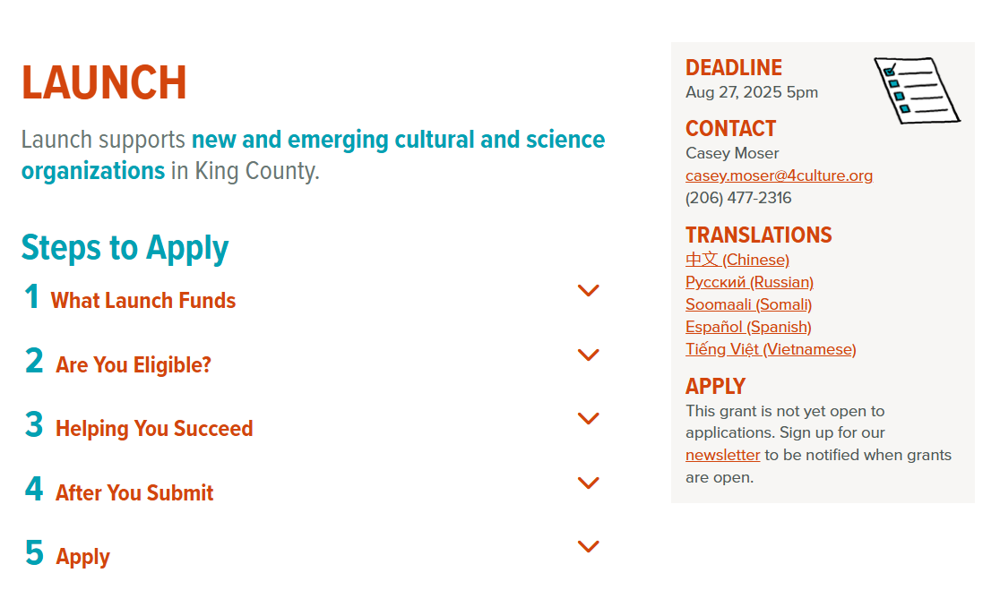 LAUNCH
Launch supports new and emerging cultural and science
organizations in King County.
Steps to Apply
1 What Launch Funds
2 Are You Eligible?
3 Helping You Succeed
4 After You Submit
5 Apply
DEADLINE
Aug 27, 2025 5pm
CONTACT
Casey Moser
casey.moser@4culture.org
(206) 477-2316
TRANSLATIONS
中文 (Chinese)
Русский (Russian)
Soomaali (Somali)
Español (Spanish)
Tiếng Việt (Vietnamese)
APPLY
This grant is not yet open to
applications. Sign up for our
newsletter to be notified when grants
are open.